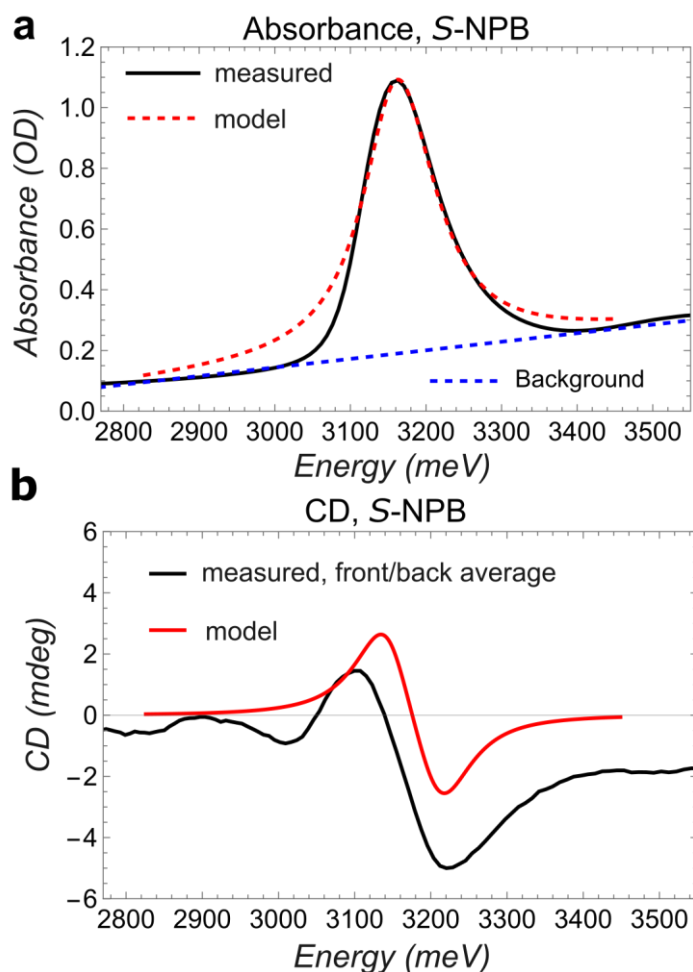 a
Absorbance, S-NPB
1.2
1.0
0.8
0.6
0.4
0.2
0.0
Absorbance (OD)
measured
model
Background
2800 2900 3000 3100 3200 3300 3400 3500
Energy (meV)
b
CD, S-NPB
6
4
2
0
−2
−4
−6
CD (mdeg)
measured, front/back average
model
2800 2900 3000 3100 3200 3300 3400 3500
Energy (meV)